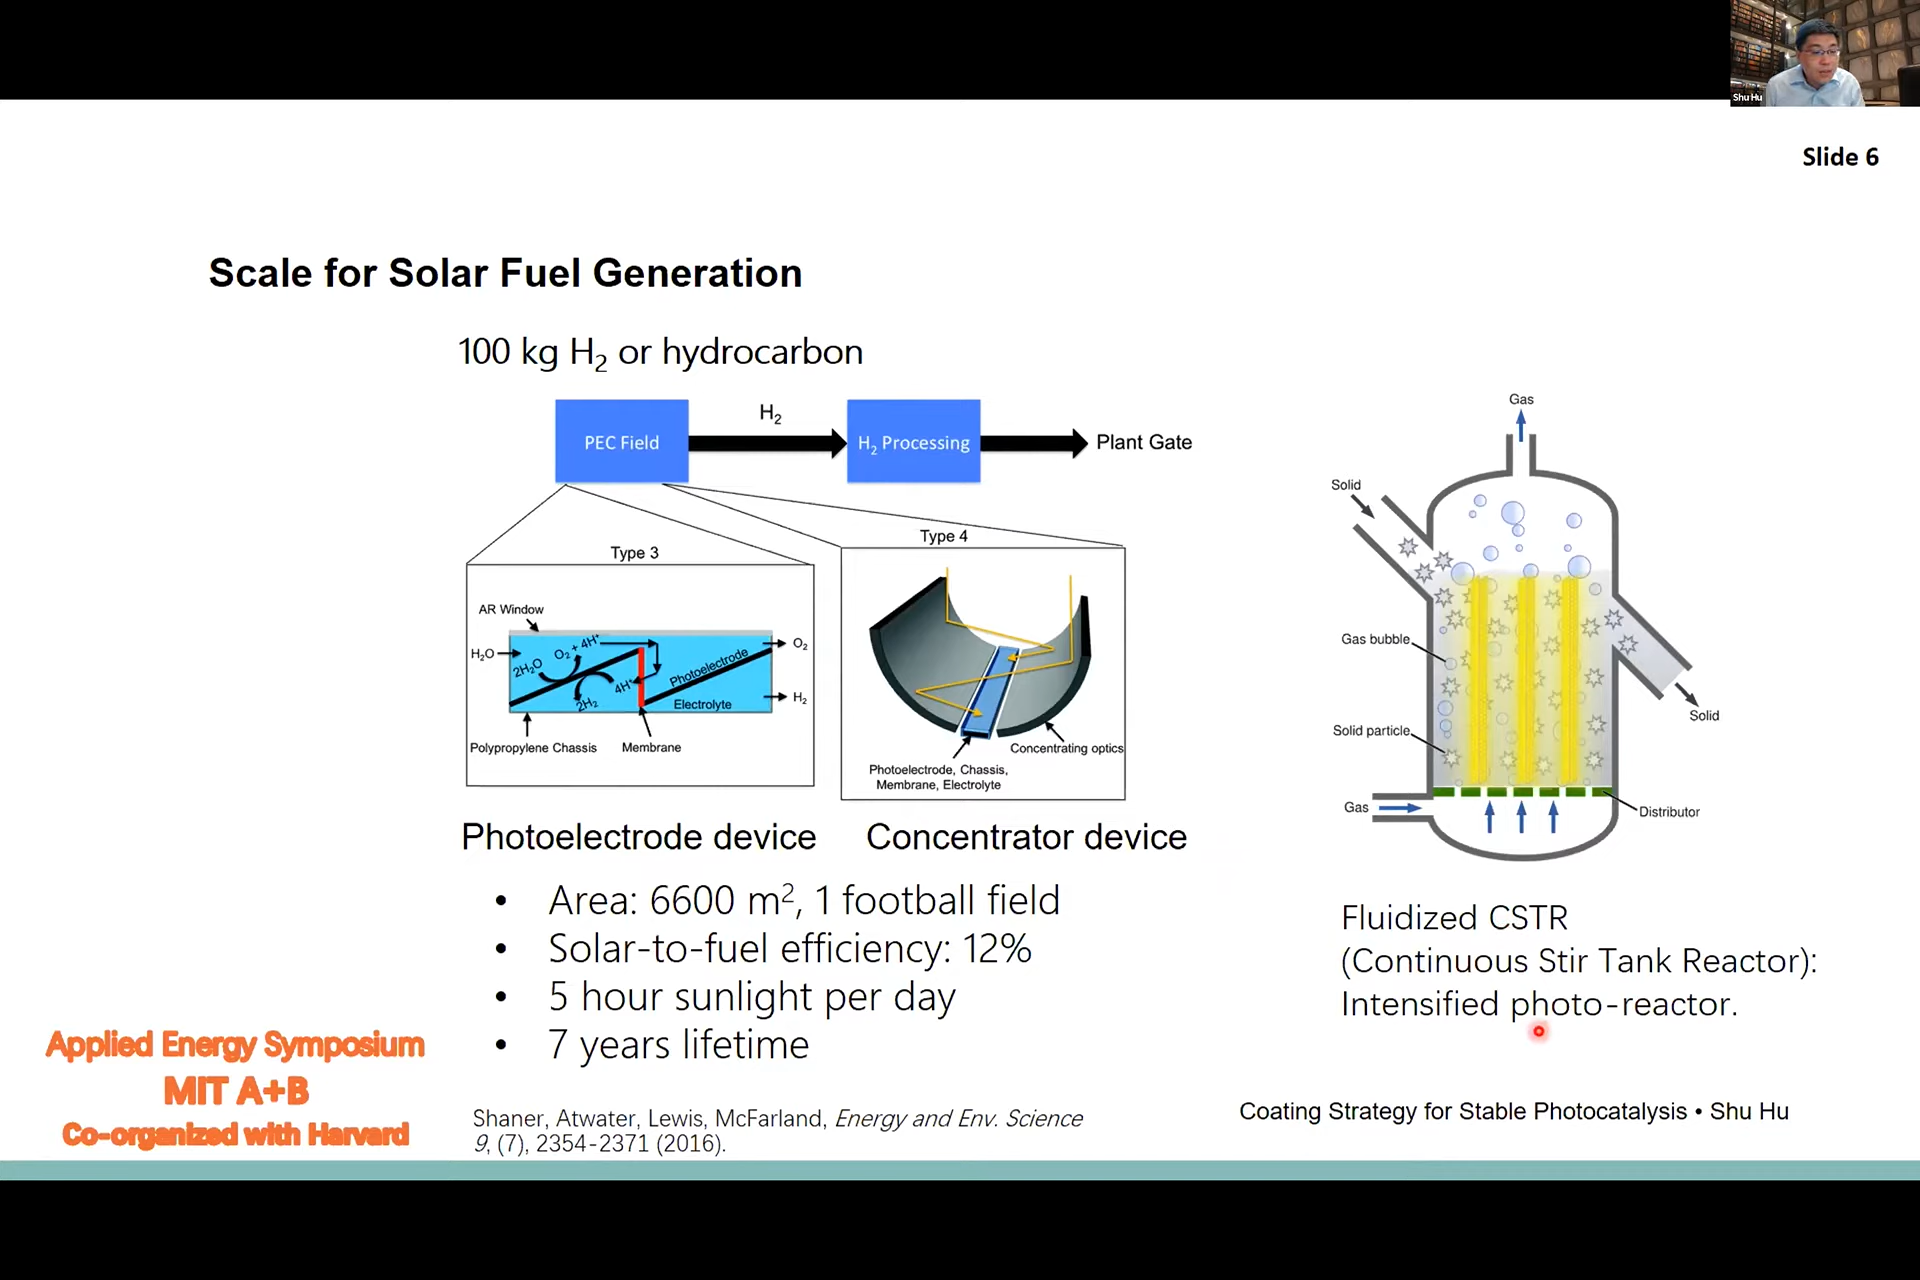 Shu Hu
Slide 6
Scale for Solar Fuel Generation
100 kg H2 or hydrocarbon
PEC Field
H2
H2 Processing
Plant Gate
Type 3
AR Window
H2O
2H2O
O2 + 4H+
4H+
2H2
Photoelectrode
Electrolyte
O2
H2
Polypropylene Chassis
Membrane
Type 4
Concentrating optics
Photoelectrode, Chassis,
Membrane, Electrolyte
Photoelectrode device
Concentrator device
• Area: 6600 m², 1 football field
• Solar-to-fuel efficiency: 12%
• 5 hour sunlight per day
• 7 years lifetime
Gas
Solid
Gas bubble
Solid particle
Solid
Gas
Distributor
Fluidized CSTR
(Continuous Stir Tank Reactor):
Intensified photo-reactor.
Applied Energy Symposium
MIT A+B
Co-organized with Harvard
Shaner, Atwater, Lewis, McFarland, Energy and Env. Science
9, (7), 2354-2371 (2016).
Coating Strategy for Stable Photocatalysis • Shu Hu